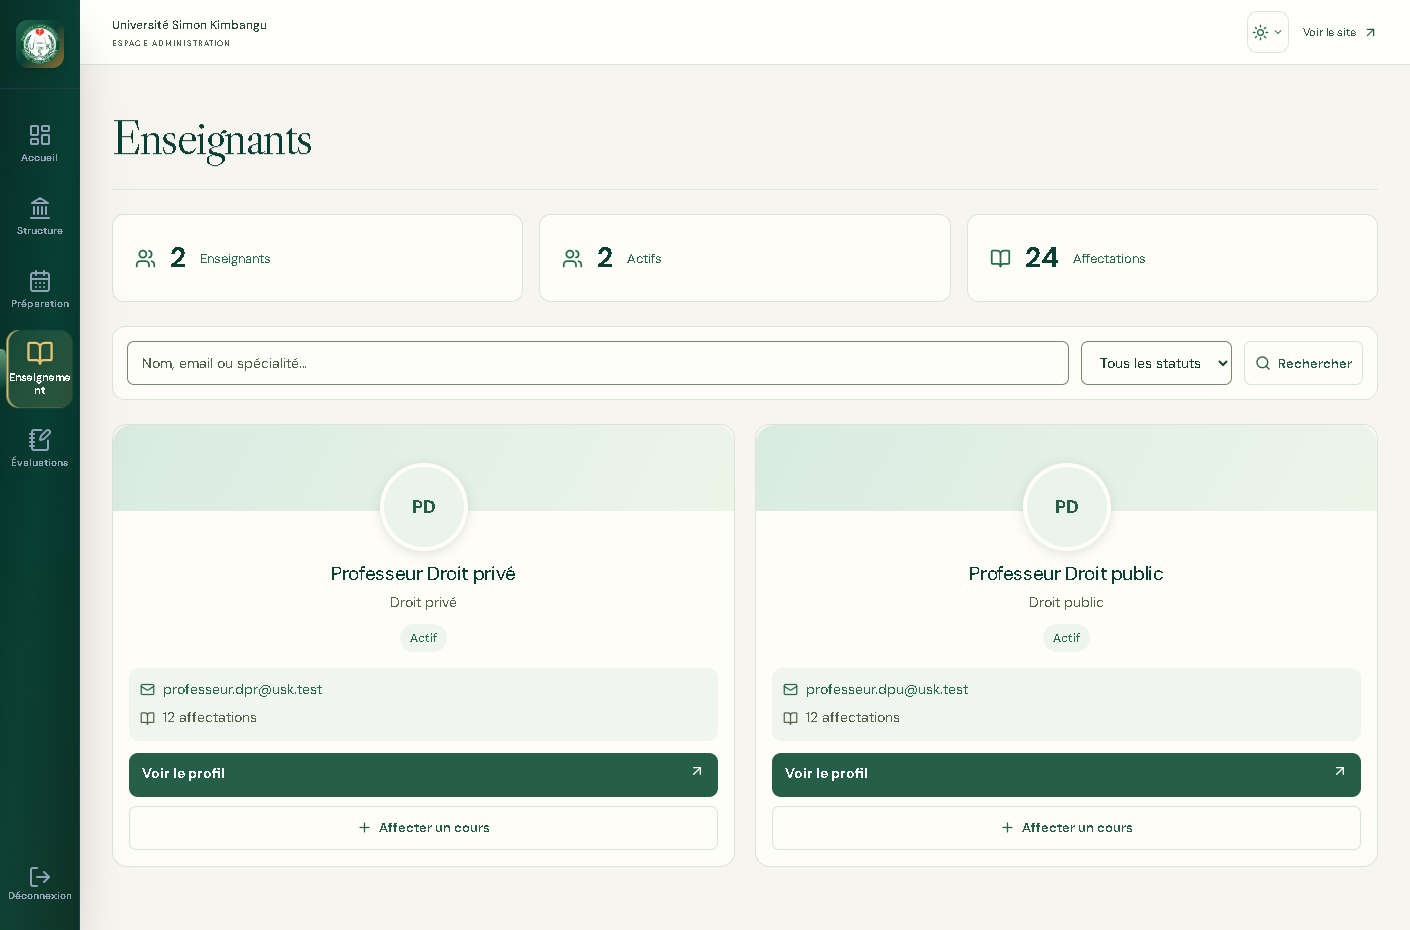 Université Simon Kimbangu
ESPACE ADMINISTRATION
Voir le site
Accueil
Structure
Préparation
Enseigneme
nt
Évaluations
Déconnexion
Enseignants
2 Enseignants
2 Actifs
24 Affectations
Nom, email ou spécialité...
Tous les statuts
Rechercher
PD
Professeur Droit privé
Droit privé
Actif
professeur.dpr@usk.test
12 affectations
Voir le profil
Affecter un cours
PD
Professeur Droit public
Droit public
Actif
professeur.dpu@usk.test
12 affectations
Voir le profil
Affecter un cours